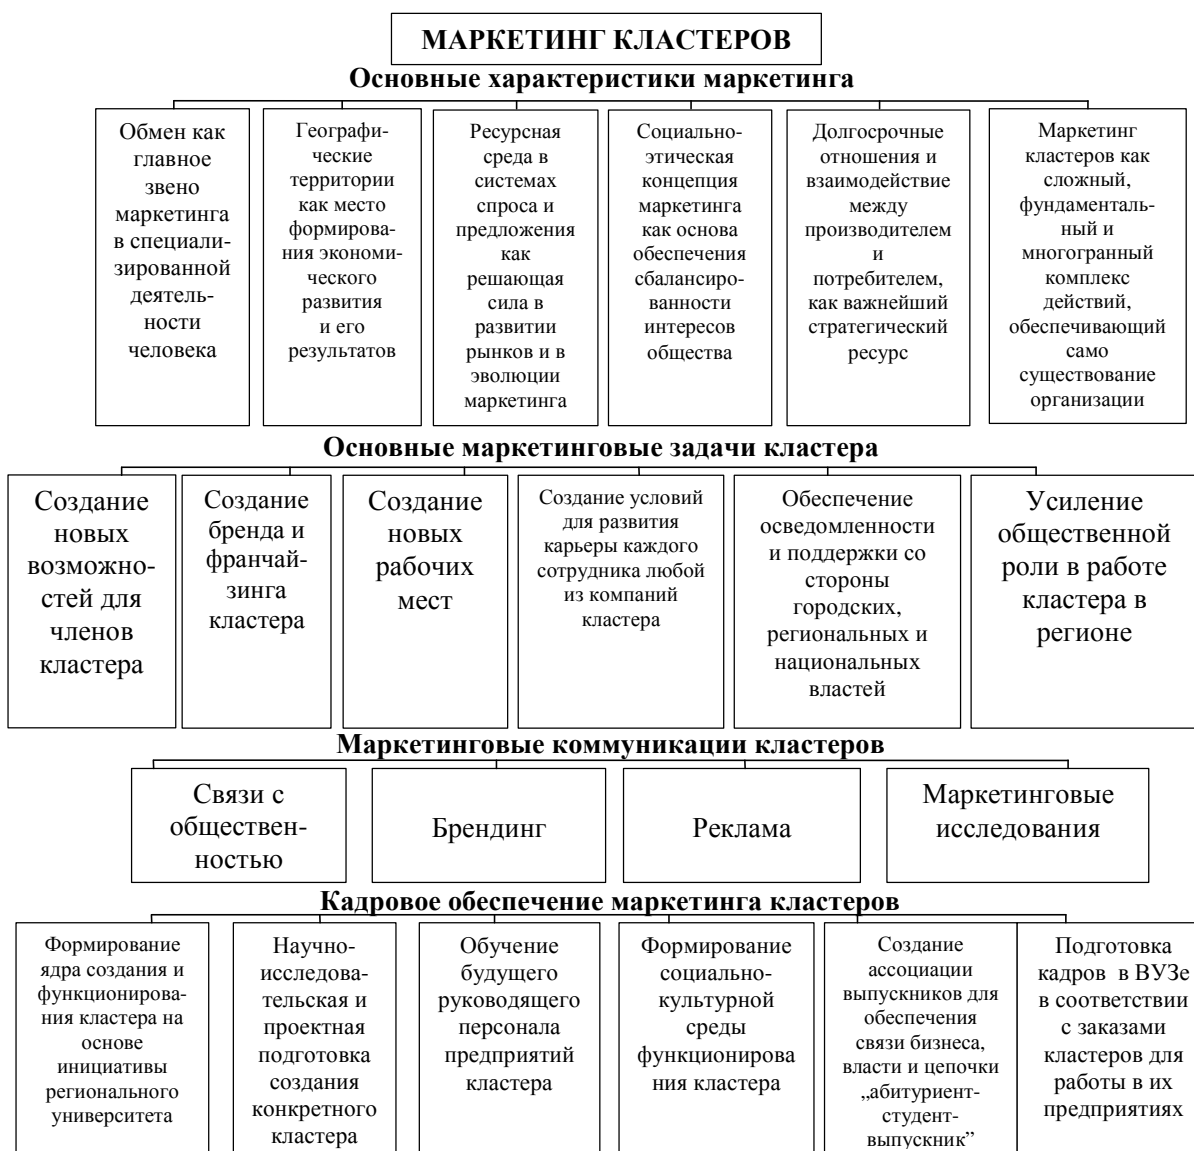 МАРКЕТИНГ КЛАСТЕРОВ
Основные характеристики маркетинга
Обмен как
главное
звено
маркетинга
в специали-
зированной
деятель-
ности
человека
Географи-
ческие
территории
как место
формирова-
ния экономи-
ческого
развития
и его
результатов
Ресурсная
среда в
системах
спроса и
предложения
как
решающая
сила в
развитии
рынков и в
эволюции
маркетинга
Социально-
этическая
концепция
маркетинга
как основа
обеспечения
сбалансиро-
ванности
интересов
общества
Долгосрочные
отношения и
взаимодействие
между
производителем
и
потребителем,
как важнейший
стратегический
ресурс
Маркетинг
кластеров как
сложный,
фундаменталь-
ный и
многогранный
комплекс
действий,
обеспечивающий
само
существование
организации
Основные маркетинговые задачи кластера
Создание
новых
возможно-
стей для
членов
кластера
Создание
бренда и
франчай-
зинга
кластера
Создание
новых
рабочих
мест
Создание условий
для развития
карьеры каждого
сотрудника любой
из компаний
кластера
Обеспечение
осведомленности
и поддержки со
стороны
городских,
региональных и
национальных
властей
Усиление
общественной
роли в работе
кластера в
регионе
Маркетинговые коммуникации кластеров
Связи с
обществен-
ностью
Брендинг
Реклама
Маркетинговые
исследования
Кадровое обеспечение маркетинга кластеров
Формирование
ядра создания и
функционирова-
ния кластера на
основе
инициативы
регионального
университета
Научно-
исследова-
тельская и
проектная
подготовка
создания
конкретного
кластера
Обучение
будущего
руководящего
персонала
предприятий
кластера
Формирование
социально-
культурной
среды
функционирова
ния кластера
Создание
ассоциации
выпускников для
обеспечения
связи бизнеса,
власти и цепочки
„абитуриент-
студент-
выпускник”
Подготовка
кадров в ВУЗе
в соответствии
с заказами
кластеров для
работы в их
предприятиях